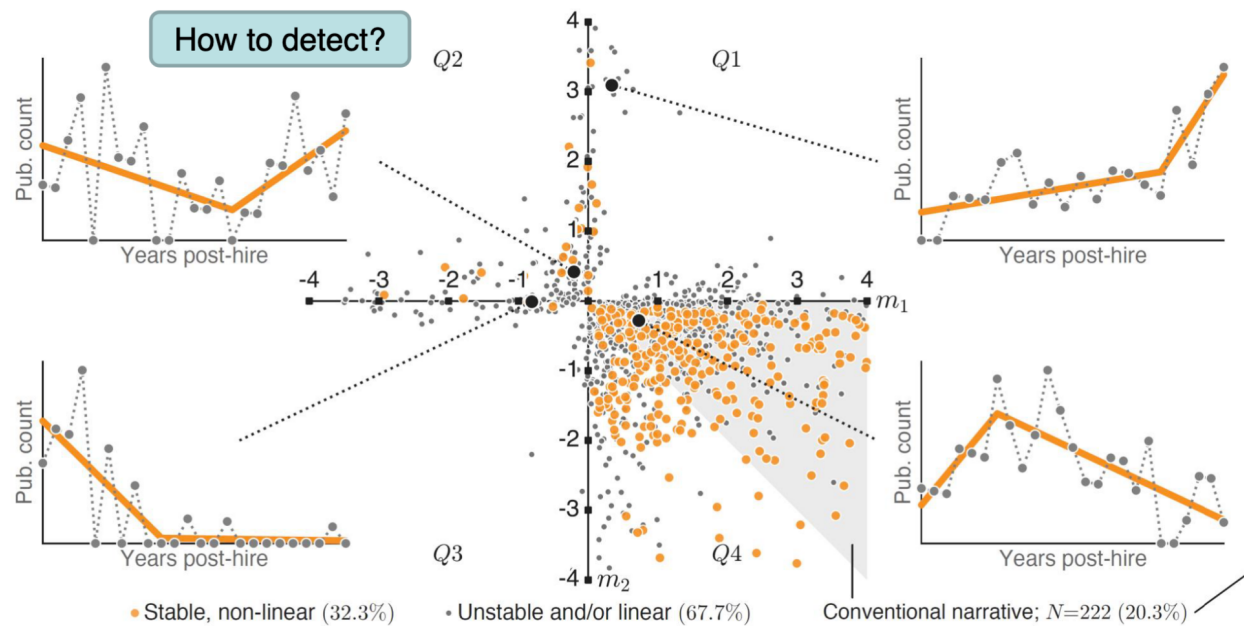 How to detect?
Q2
Q1
Pub. count
Years post-hire
Pub. count
Years post-hire
4
3
2
1
-4
-3
-2
-1
1
2
3
4
m1
-1
-2
-3
-4
m2
Pub. count
Years post-hire
Q3
Q4
Pub. count
Years post-hire
Stable, non-linear (32.3%)
Unstable and/or linear (67.7%)
Conventional narrative; N=222 (20.3%)